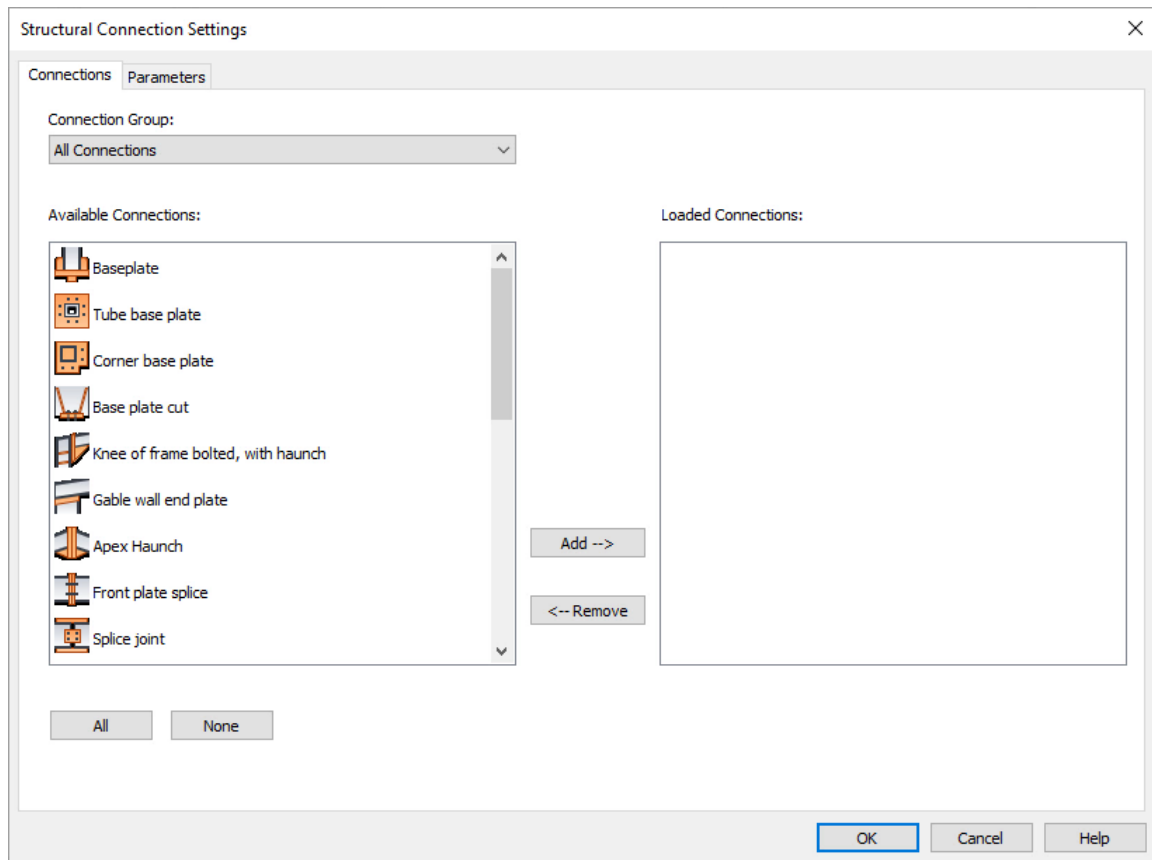 Structural Connection Settings
Connections
Parameters
Connection Group:
All Connections
Available Connections:
Loaded Connections:
Baseplate
Tube base plate
Corner base plate
Base plate cut
Knee of frame bolted, with haunch
Gable wall end plate
Apex Haunch
Front plate splice
Splice joint
Add -->
<-- Remove
All
None
OK
Cancel
Help